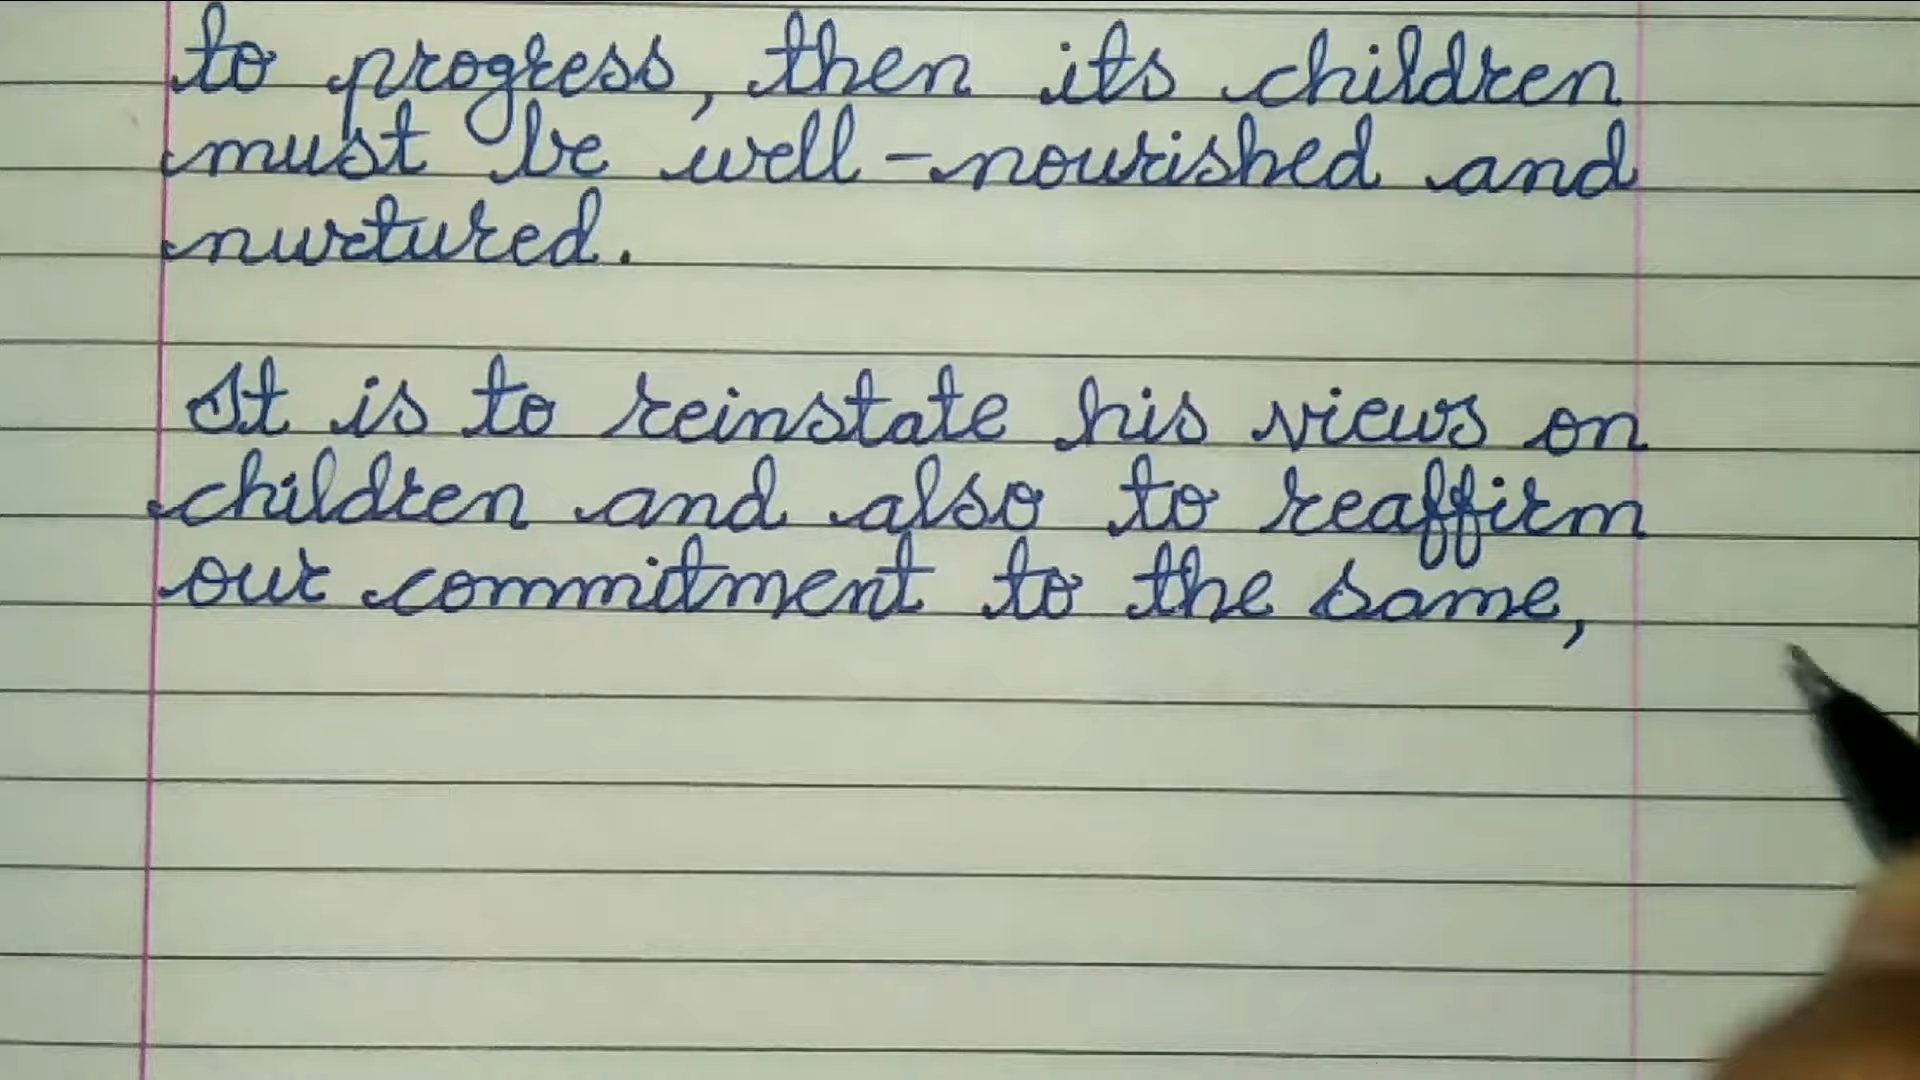 to progress, then its children
must be well-nourished and
nurtured.
It is to reinstate his views on
children and also to reaffirm
our commitment to the same,